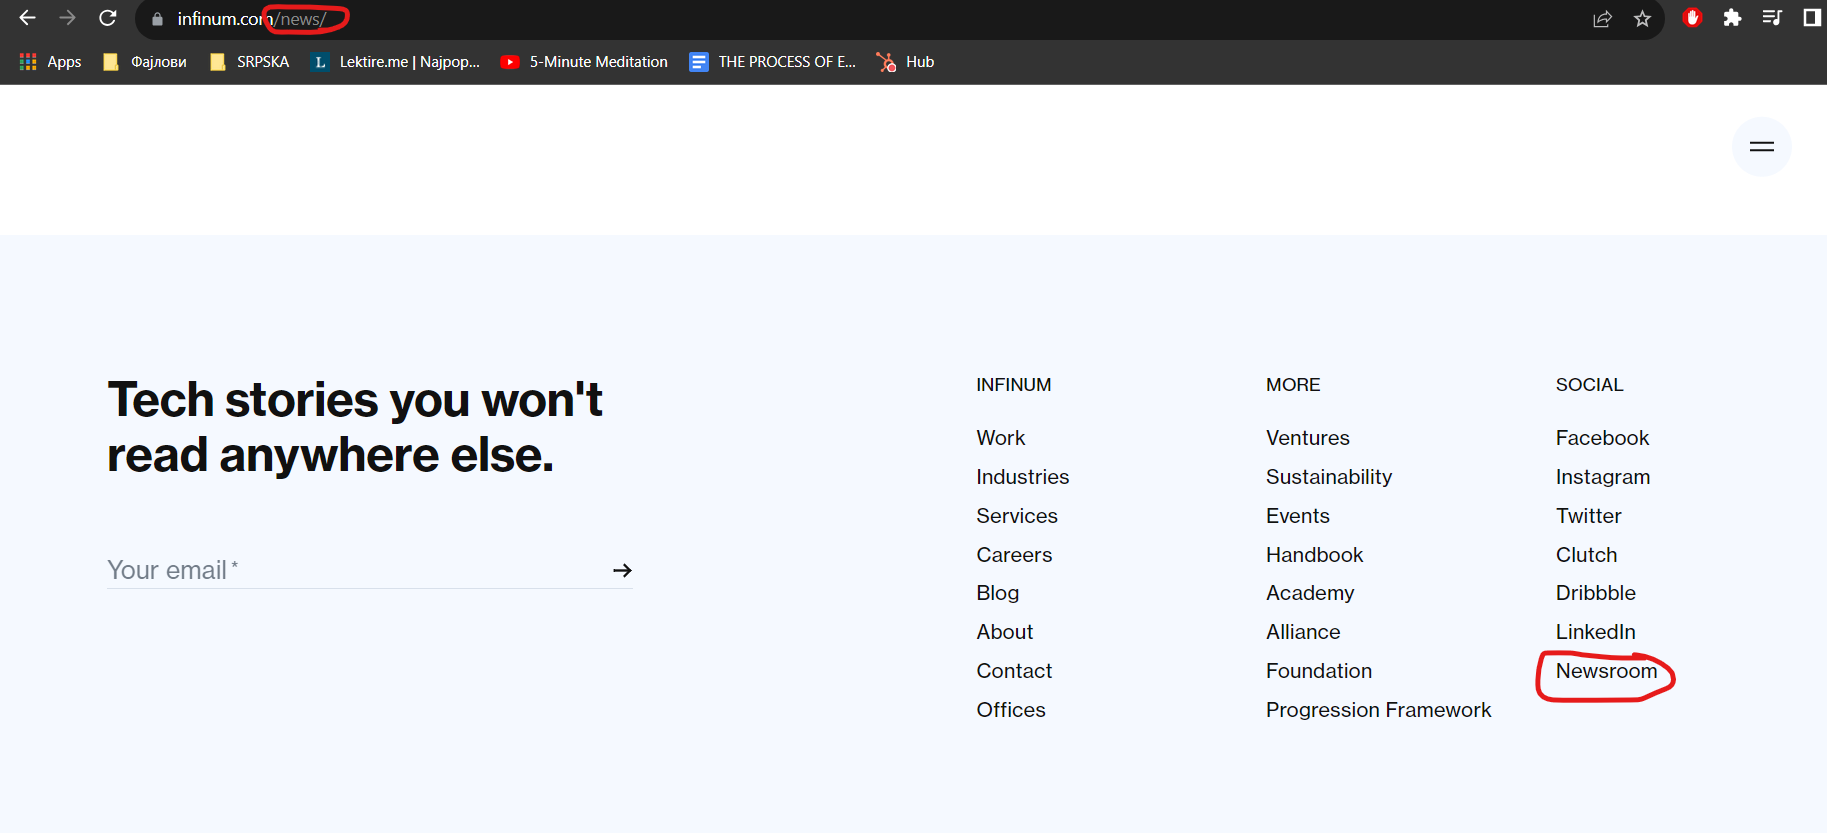 infinum.com/news/
Apps Фајлови SRPSKA Lektire.me | Najpop... 5-Minute Meditation THE PROCESS OF E... Hub
Tech stories you won't
read anywhere else.
Your email *
INFINUM
Work
Industries
Services
Careers
Blog
About
Contact
Offices
MORE
Ventures
Sustainability
Events
Handbook
Academy
Alliance
Foundation
Progression Framework
SOCIAL
Facebook
Instagram
Twitter
Clutch
Dribbble
LinkedIn
Newsroom